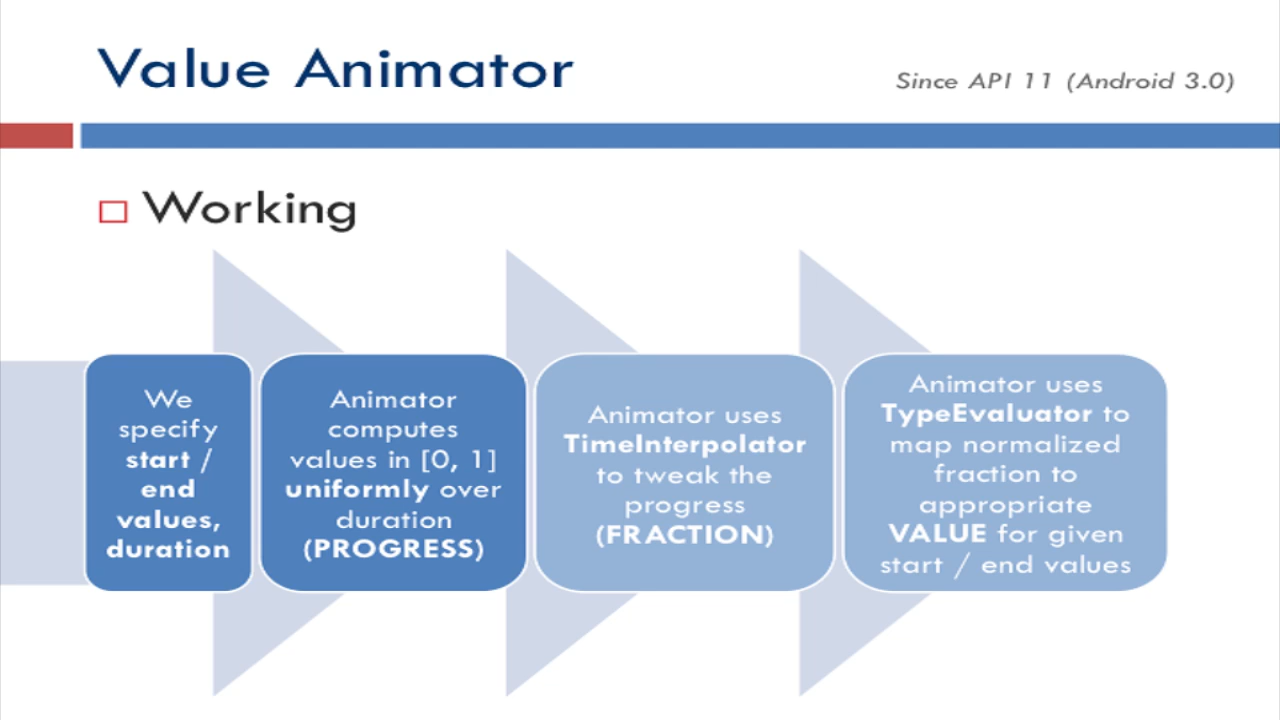 Value Animator
Since API 11 (Android 3.0)
Working
We
specify
start /
end
values,
duration
Animator
computes
values in [0, 1]
uniformly over
duration
(PROGRESS)
Animator uses
TimeInterpolator
to tweak the
progress
(FRACTION)
Animator uses
TypeEvaluator to
map normalized
fraction to
appropriate
VALUE for given
start / end values